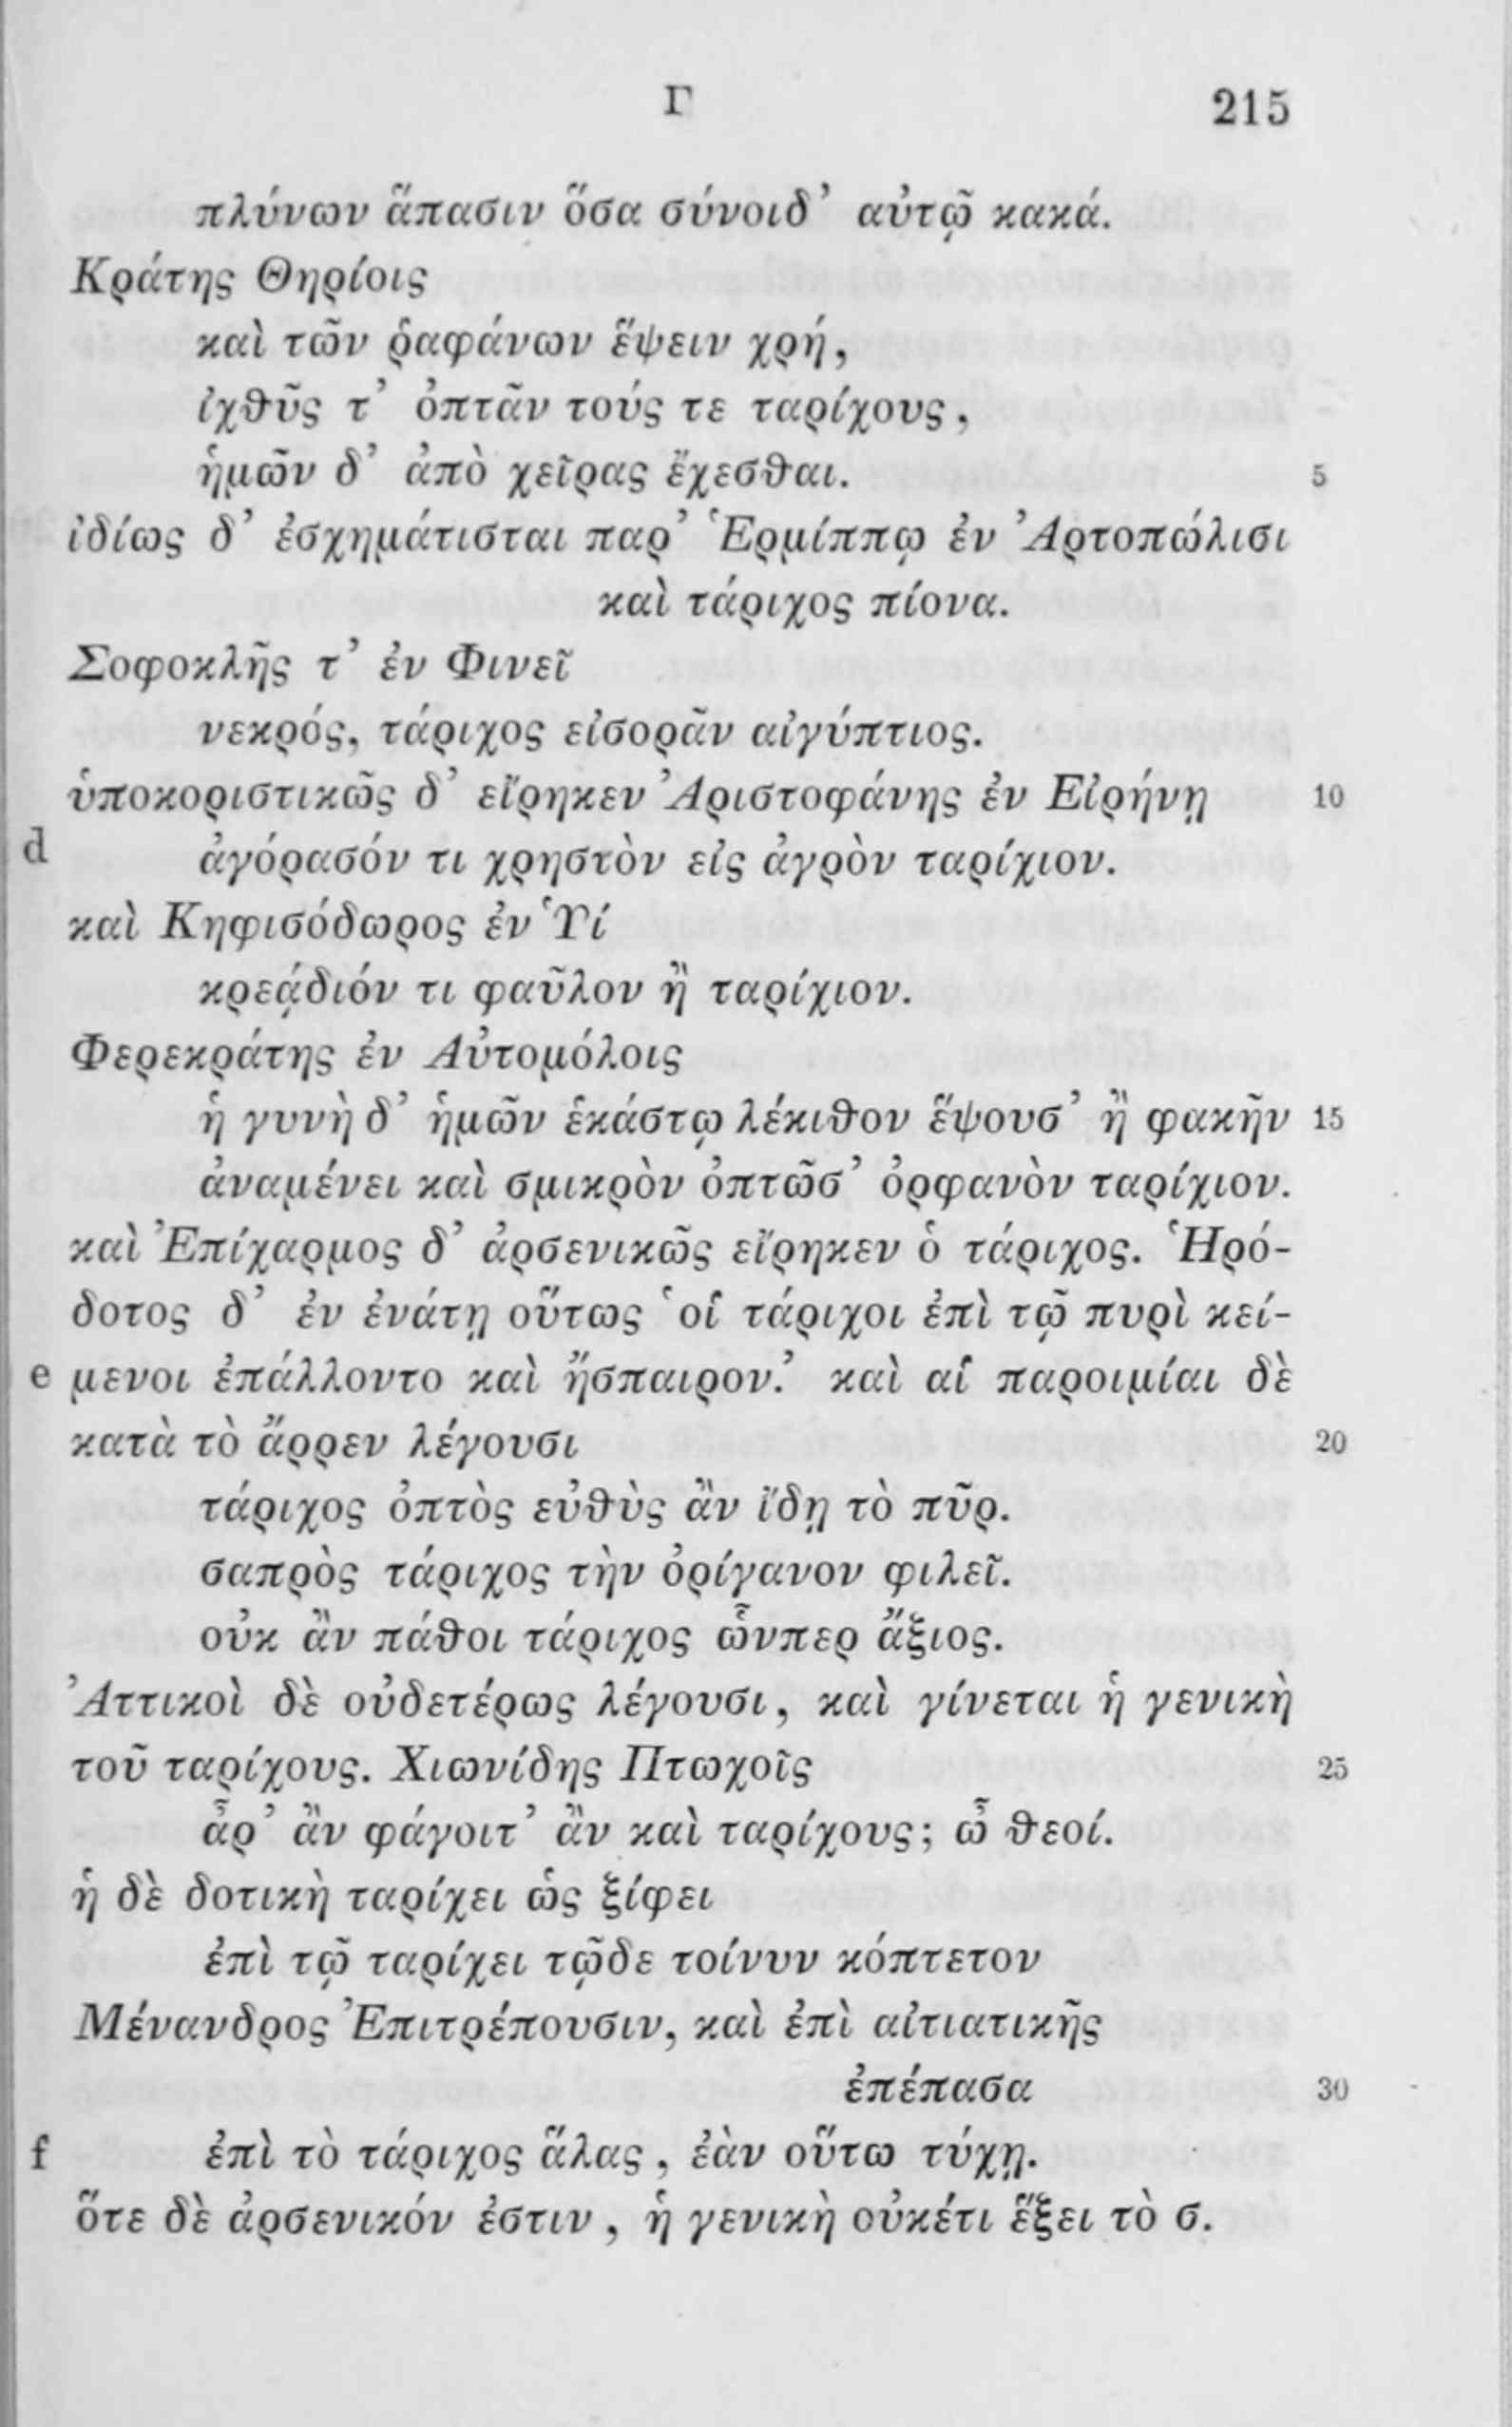 Γ 215
πλύνων ἅπασιν ὅσα σύνοιδ’ αὐτῷ κακά.
Κράτης Θηρίοις
καὶ τῶν ῥαφάνων ἕψειν χρή,
ἰχθῦς τ’ ὀπτᾶν τούς τε ταρίχους,
ἡμῶν δ’ ἀπὸ χεῖρας ἔχεσθαι. 5
ἰδίως δ’ ἐσχημάτισται παρ’ Ἑρμίππῳ ἐν Ἀρτοπώλισι
καὶ τάριχος πίονα.
Σοφοκλῆς τ’ ἐν Φινεῖ
νεκρός, τάριχος εἰσορᾶν αἰγύπτιος.
ὑποκοριστικῶς δ’ εἴρηκεν Ἀριστοφάνης ἐν Εἰρήνῃ 10
d ἀγόρασόν τι χρηστὸν εἰς ἀγρὸν ταρίχιον.
καὶ Κηφισόδωρος ἐν Ὑί
κρεᾴδιόν τι φαῦλον ἢ ταρίχιον.
Φερεκράτης ἐν Αὐτομόλοις
ἡ γυνὴ δ’ ἡμῶν ἑκάστῳ λέκιθον ἕψουσ’ ἢ φακῆν 15
ἀναμένει καὶ σμικρὸν ὀπτῶσ’ ὀρφανὸν ταρίχιον.
καὶ Ἐπίχαρμος δ’ ἀρσενικῶς εἴρηκεν ὁ τάριχος. Ἡρό-
δοτος δ’ ἐν ἐνάτῃ οὕτως ‘οἱ τάριχοι ἐπὶ τῷ πυρὶ κεί-
e μενοι ἐπάλλοντο καὶ ἤσπαιρον.’ καὶ αἱ παροιμίαι δὲ
κατὰ τὸ ἄρρεν λέγουσι 20
τάριχος ὀπτὸς εὐθὺς ἂν ἴδῃ τὸ πῦρ.
σαπρὸς τάριχος τὴν ὀρίγανον φιλεῖ.
οὐκ ἂν πάθοι τάριχος ὧνπερ ἄξιος.
Ἀττικοὶ δὲ οὐδετέρως λέγουσι, καὶ γίνεται ἡ γενικὴ
τοῦ ταρίχους. Χιωνίδης Πτωχοῖς 25
ἆρ’ ἂν φάγοιτ’ ἂν καὶ ταρίχους; ὦ θεοί.
ἡ δὲ δοτικὴ ταρίχει ὡς ξίφει
ἐπὶ τῷ ταρίχει τῷδε τοίνυν κόπτετον
Μένανδρος Ἐπιτρέπουσιν, καὶ ἐπὶ αἰτιατικῆς
ἐπέπασα 30
f ἐπὶ τὸ τάριχος ἅλας, ἐὰν οὕτω τύχῃ.
ὅτε δὲ ἀρσενικόν ἐστιν, ἡ γενικὴ οὐκέτι ἕξει τὸ σ.